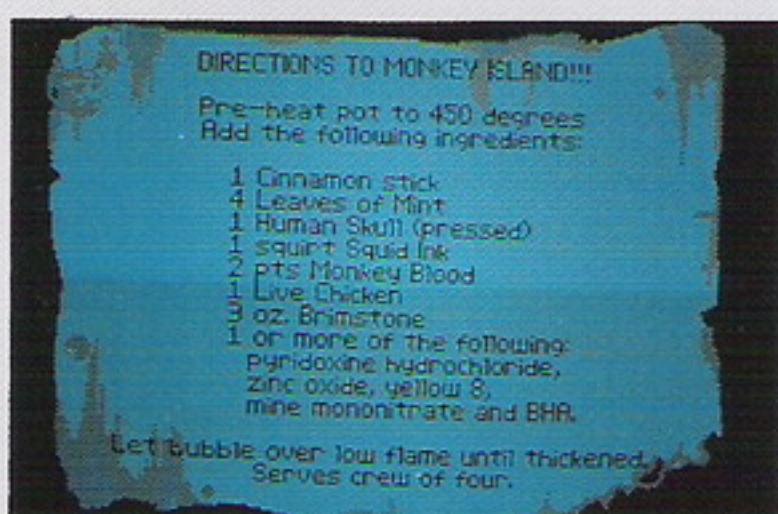 DIRECTIONS TO MONKEY ISLAND!!!
Pre-heat pot to 450 degrees
Add the following ingredients:
1 Cinnamon stick
4 Leaves of Mint
1 Human Skull (pressed)
1 squirt Squid Ink
2 pts Monkey Blood
1 Live Chicken
3 oz. Brimstone
1 or more of the following:
pyridoxine hydrochloride,
zinc oxide, yellow 8,
mine mononitrate and BHA.
Let bubble over low flame until thickened.
Serves crew of four.